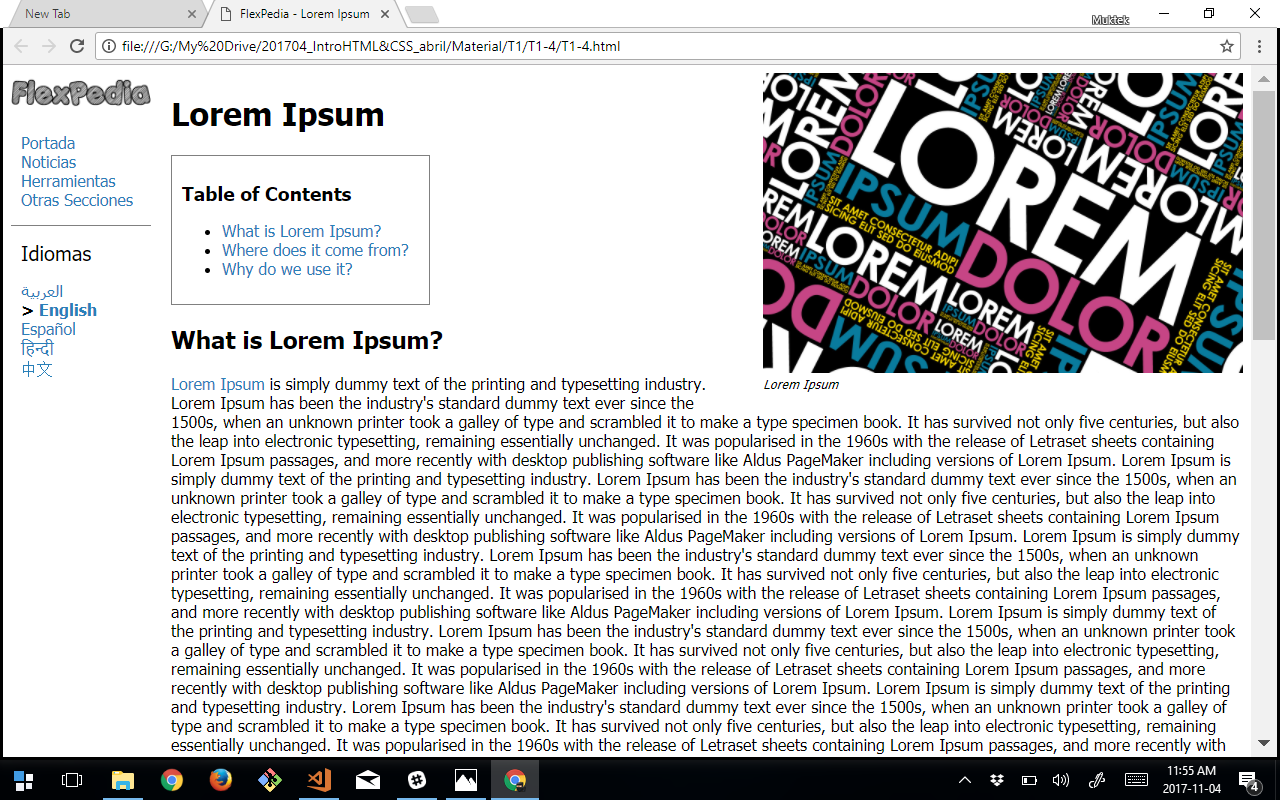 New Tab
FlexPedia - Lorem Ipsum
Muktek
file:///G:/My%20Drive/201704_IntroHTML&CSS_abril/Material/T1/T1-4/T1-4.html
FlexPedia
Portada
Noticias
Herramientas
Otras Secciones
Idiomas
العربية
> English
Español
हिन्दी
中文
Lorem Ipsum
Table of Contents
What is Lorem Ipsum?
Where does it come from?
Why do we use it?
LOREM
IPSUM DOLOR
SIT AMET CONSECTETUR ADIPI
SICING ELIT SED DO EIUSMOD
Lorem Ipsum
What is Lorem Ipsum?
Lorem Ipsum is simply dummy text of the printing and typesetting industry.
Lorem Ipsum has been the industry's standard dummy text ever since the
1500s, when an unknown printer took a galley of type and scrambled it to make a type specimen book. It has survived not only five centuries, but also
the leap into electronic typesetting, remaining essentially unchanged. It was popularised in the 1960s with the release of Letraset sheets containing
Lorem Ipsum passages, and more recently with desktop publishing software like Aldus PageMaker including versions of Lorem Ipsum. Lorem Ipsum is
simply dummy text of the printing and typesetting industry. Lorem Ipsum has been the industry's standard dummy text ever since the 1500s, when an
unknown printer took a galley of type and scrambled it to make a type specimen book. It has survived not only five centuries, but also the leap into
electronic typesetting, remaining essentially unchanged. It was popularised in the 1960s with the release of Letraset sheets containing Lorem Ipsum
passages, and more recently with desktop publishing software like Aldus PageMaker including versions of Lorem Ipsum. Lorem Ipsum is simply dummy
text of the printing and typesetting industry. Lorem Ipsum has been the industry's standard dummy text ever since the 1500s, when an unknown
printer took a galley of type and scrambled it to make a type specimen book. It has survived not only five centuries, but also the leap into electronic
typesetting, remaining essentially unchanged. It was popularised in the 1960s with the release of Letraset sheets containing Lorem Ipsum passages,
and more recently with desktop publishing software like Aldus PageMaker including versions of Lorem Ipsum. Lorem Ipsum is simply dummy text of
the printing and typesetting industry. Lorem Ipsum has been the industry's standard dummy text ever since the 1500s, when an unknown printer took
a galley of type and scrambled it to make a type specimen book. It has survived not only five centuries, but also the leap into electronic typesetting,
remaining essentially unchanged. It was popularised in the 1960s with the release of Letraset sheets containing Lorem Ipsum passages, and more
recently with desktop publishing software like Aldus PageMaker including versions of Lorem Ipsum. Lorem Ipsum is simply dummy text of the printing
and typesetting industry. Lorem Ipsum has been the industry's standard dummy text ever since the 1500s, when an unknown printer took a galley of
type and scrambled it to make a type specimen book. It has survived not only five centuries, but also the leap into electronic typesetting, remaining
essentially unchanged. It was popularised in the 1960s with the release of Letraset sheets containing Lorem Ipsum passages, and more recently with
11:55 AM
2017-11-04
4